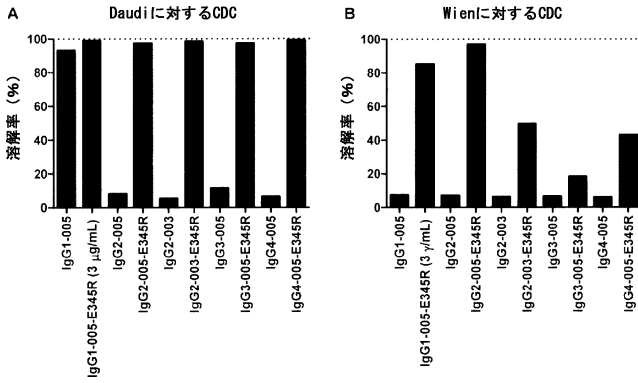 A
Daudiに対するCDC
溶解率 (%)
100
80
60
40
20
0
IgG1-005
IgG1-005-E345R (3 μg/mL)
IgG2-005
IgG2-005-E345R
IgG2-003
IgG2-003-E345R
IgG3-005
IgG3-005-E345R
IgG4-005
IgG4-005-E345R
B
Wienに対するCDC
溶解率 (%)
100
80
60
40
20
0
IgG1-005
IgG1-005-E345R (3 γ/mL)
IgG2-005
IgG2-005-E345R
IgG2-003
IgG2-003-E345R
IgG3-005
IgG3-005-E345R
IgG4-005
IgG4-005-E345R